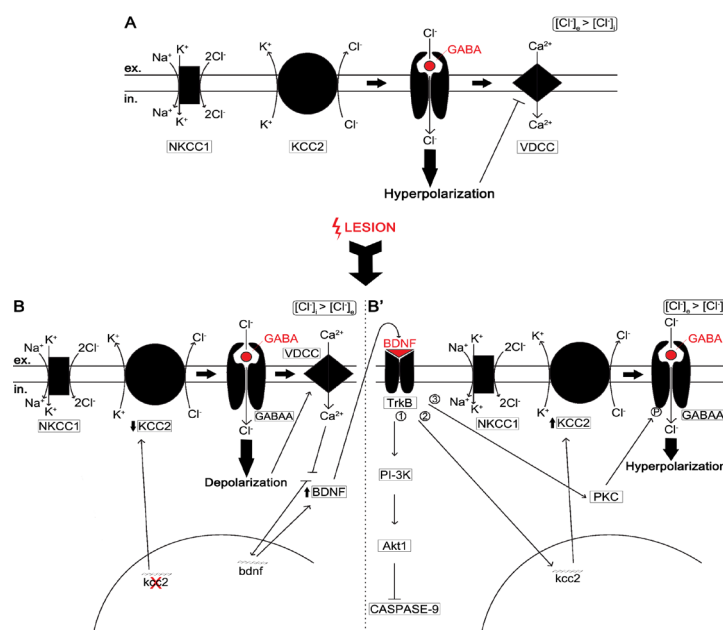 A
[Cl⁻]e > [Cl⁻]i
Na⁺ K⁺ 2Cl⁻ K⁺ Cl⁻ Cl⁻ GABA Ca²⁺
ex.
in.
Na⁺ K⁺ 2Cl⁻ K⁺ Cl⁻ Cl⁻ Ca²⁺
NKCC1 KCC2 VDCC
Hyperpolarization
LESION
B
[Cl⁻]i > [Cl⁻]e
Na⁺ K⁺ 2Cl⁻ K⁺ Cl⁻ Cl⁻ GABA Ca²⁺
VDCC
ex.
in.
Na⁺ K⁺ 2Cl⁻ K⁺ Cl⁻ Cl⁻ Ca²⁺
NKCC1 KCC2 GABAA
Depolarization
BDNF
bdnf
kcc2
B'
[Cl⁻]e > [Cl⁻]
BDNF Na⁺ K⁺ 2Cl⁻ K⁺ Cl⁻ Cl⁻ GABA
ex.
in.
TrkB Na⁺ K⁺ 2Cl⁻ K⁺ Cl⁻ P Cl⁻
1 2 3
NKCC1 KCC2 GABAA
Hyperpolarization
PI-3K
PKC
Akt1
kcc2
CASPASE-9